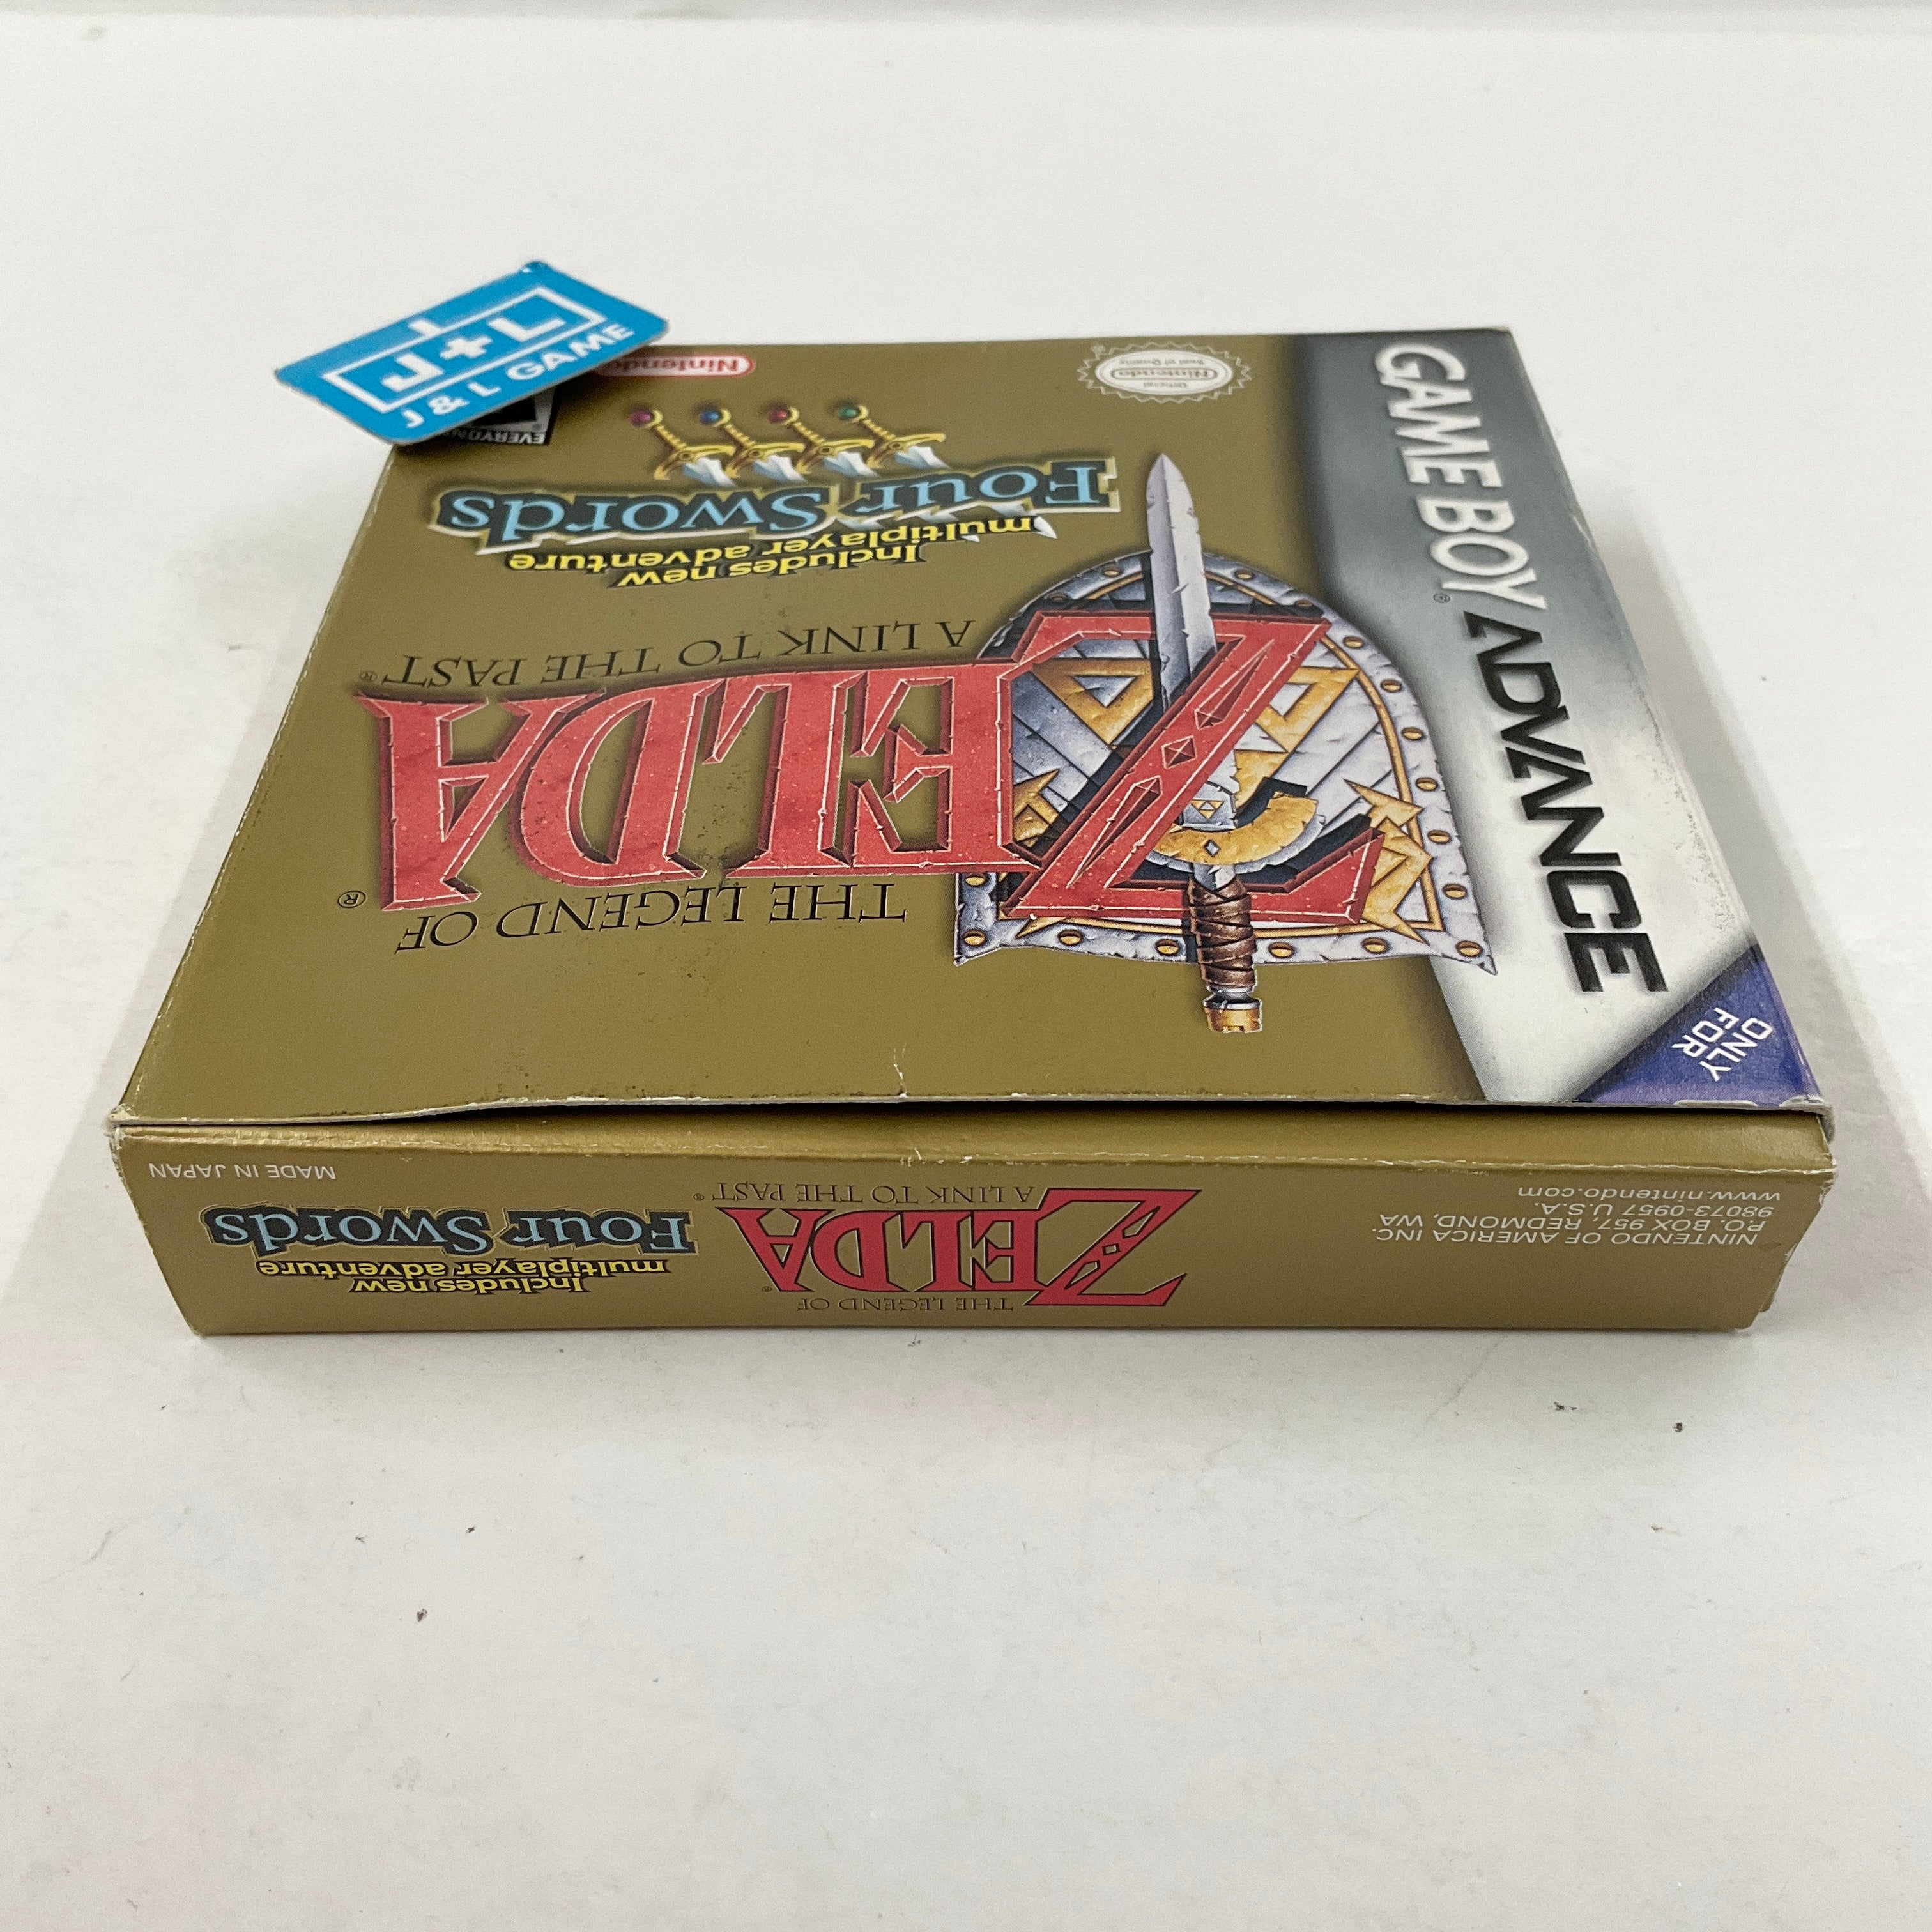 GAME BOY ADVANCE
ONLY
FOR
THE LEGEND OF
ZELDA
®
A LINK TO THE PAST®
Includes new
multiplayer adventure
Four Swords
Official
Nintendo
Seal of Quality
Nintendo
EVERYONE
J+L
J & L GAME
NINTENDO OF AMERICA INC.
P.O. BOX 957, REDMOND, WA
98073-0957 U.S.A.
www.nintendo.com
THE LEGEND OF
ZELDA®
A LINK TO THE PAST®
Includes new
multiplayer adventure
Four Swords
MADE IN JAPAN